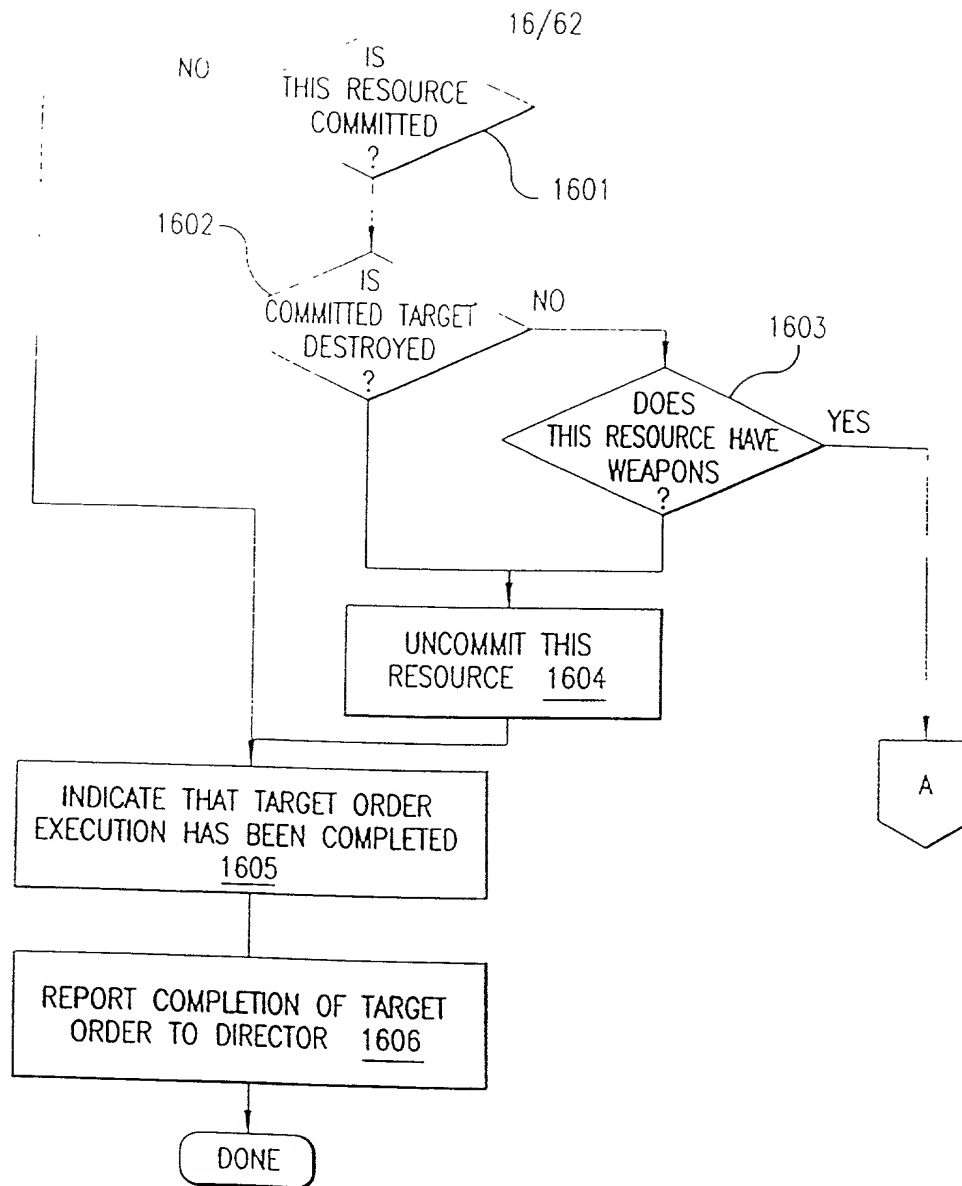 16/62
NO
IS
THIS RESOURCE
COMMITTED
?
1601
1602
IS
COMMITTED TARGET
DESTROYED
?
NO
1603
DOES
THIS RESOURCE HAVE
WEAPONS
?
YES
UNCOMMIT THIS
RESOURCE 1604
A
INDICATE THAT TARGET ORDER
EXECUTION HAS BEEN COMPLETED
1605
REPORT COMPLETION OF TARGET
ORDER TO DIRECTOR 1606
DONE